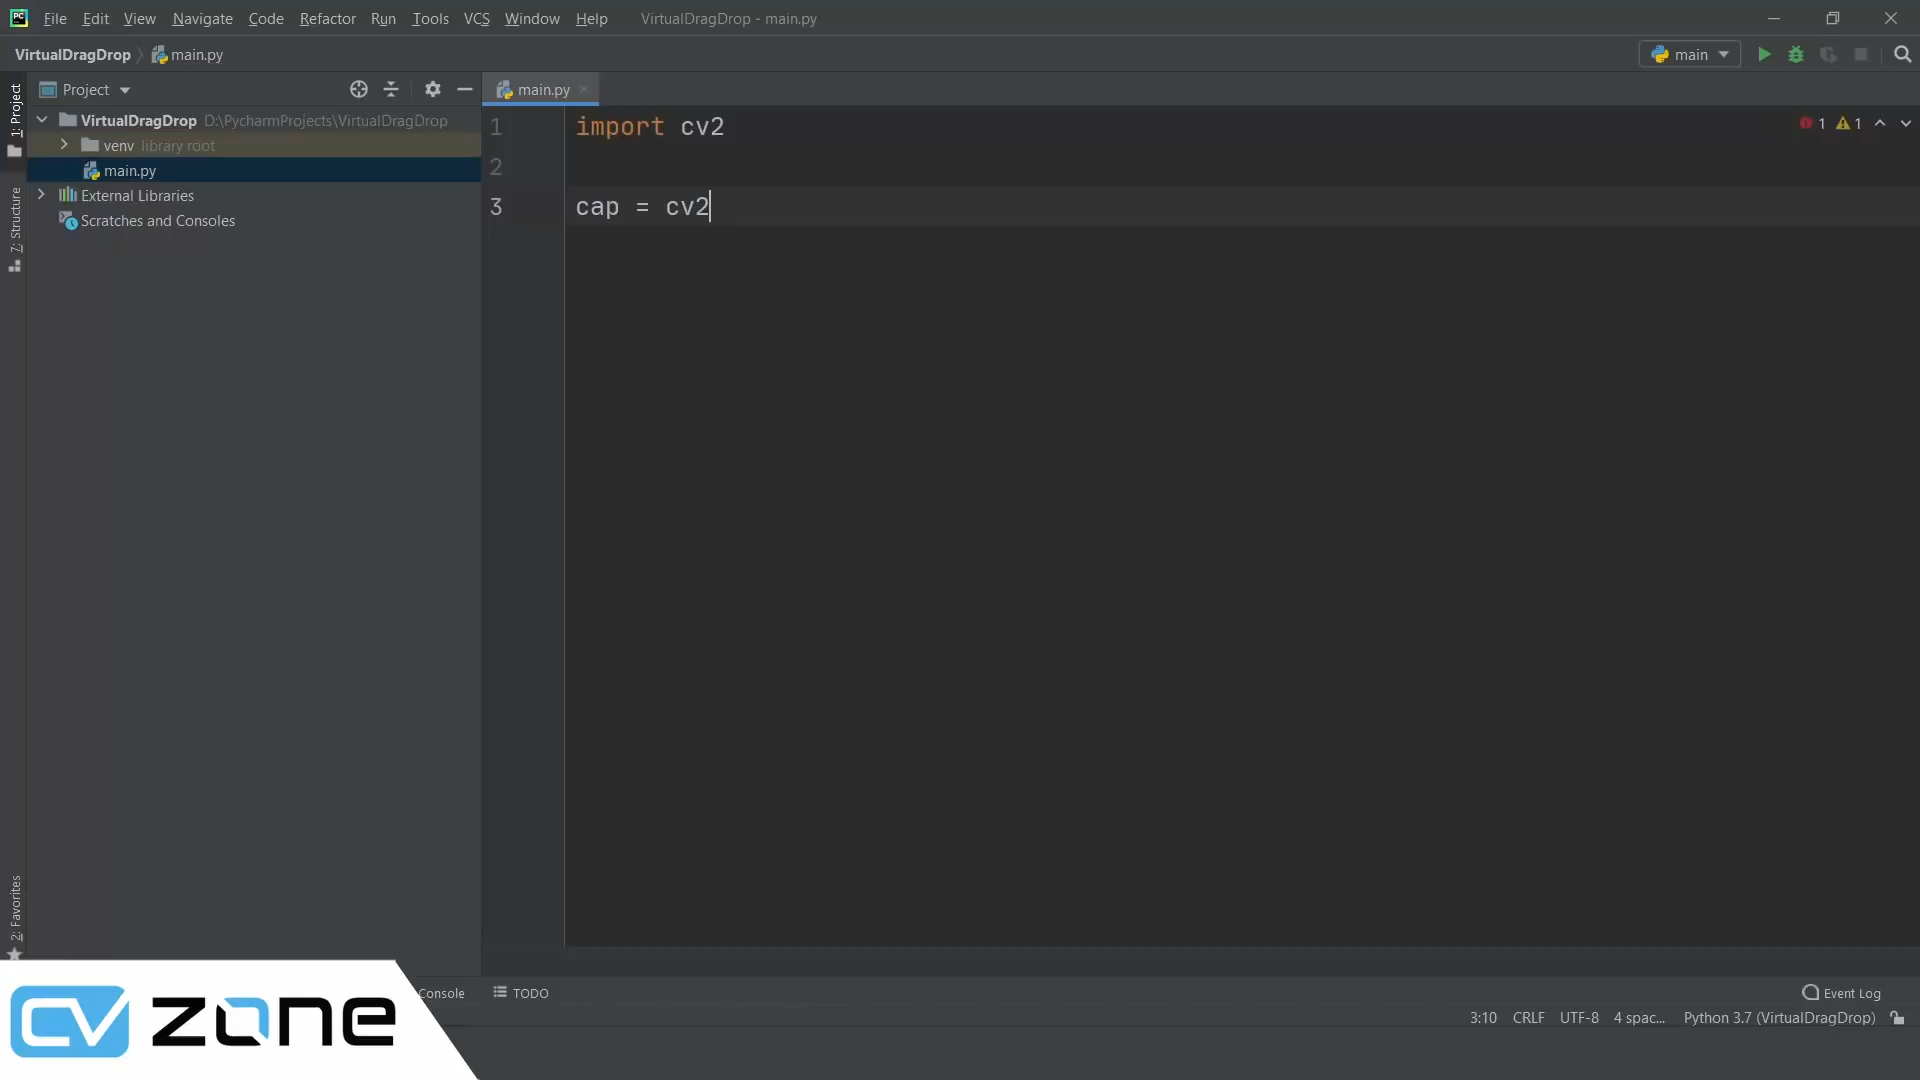 File Edit View Navigate Code Refactor Run Tools VCS Window Help VirtualDragDrop - main.py
VirtualDragDrop main.py main
1: Project
Project
main.py
VirtualDragDrop D:\PycharmProjects\VirtualDragDrop
venv library root
main.py
External Libraries
Scratches and Consoles
7: Structure
2: Favorites
1 import cv2
2
3 cap = cv2
1 1
Console TODO Event Log
3:10 CRLF UTF-8 4 spac... Python 3.7 (VirtualDragDrop)
CV zone